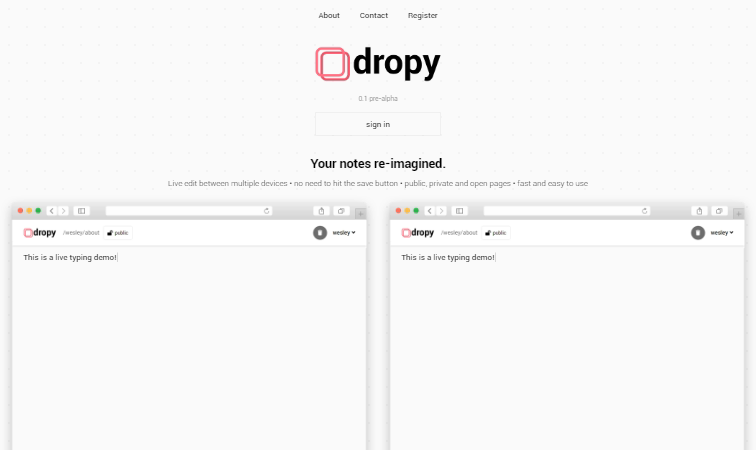 About Contact Register
dropy
0.1 pre-alpha
sign in
Your notes re-imagined.
Live edit between multiple devices • no need to hit the save button • public, private and open pages • fast and easy to use
dropy /wesley/about public wesley
This is a live typing demo!
dropy /wesley/about public wesley
This is a live typing demo!